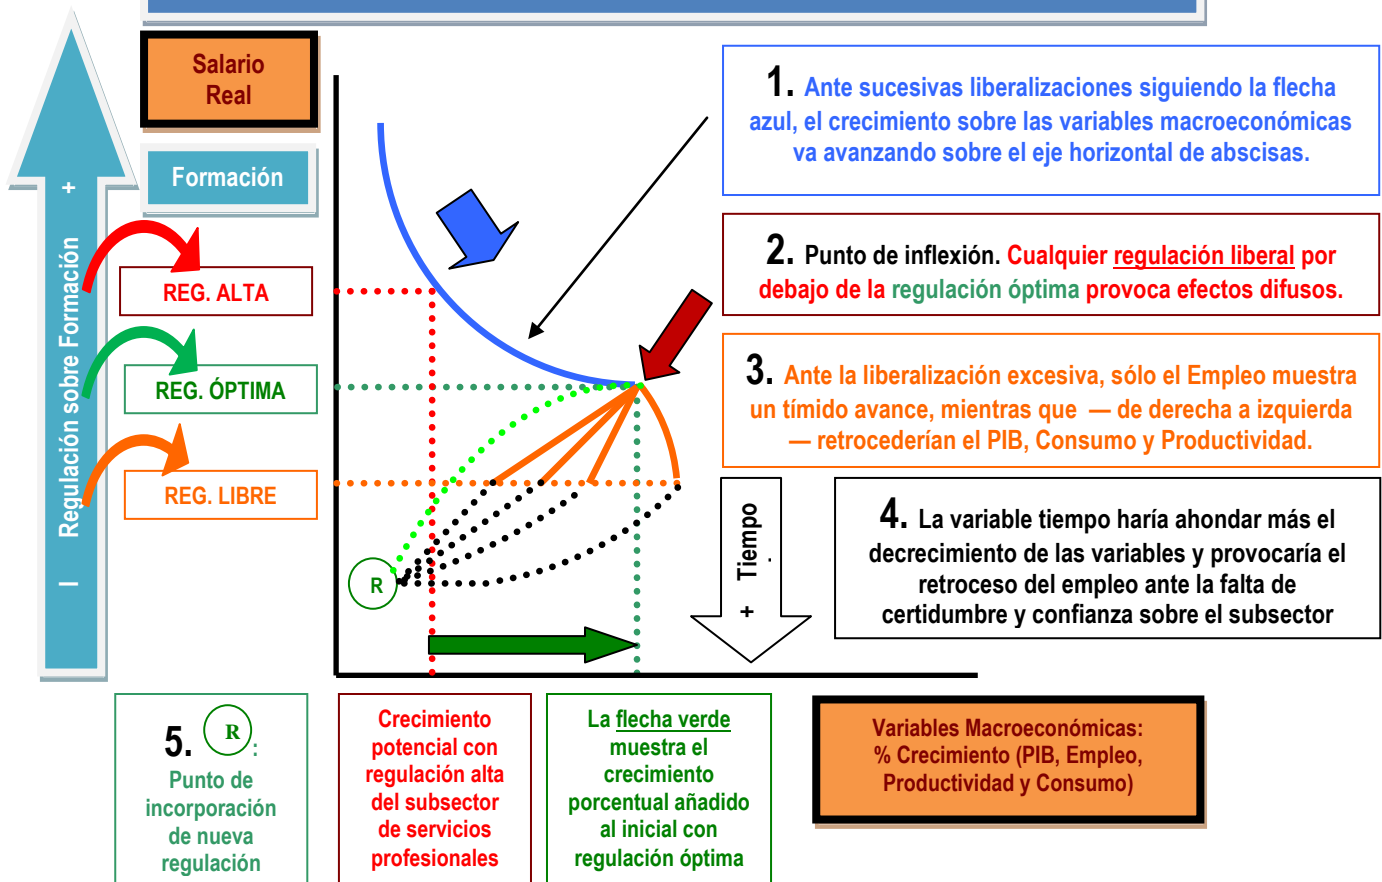 Salario
Real
Formación
+
Regulación sobre Formación
I
REG. ALTA
REG. ÓPTIMA
REG. LIBRE
R
1. Ante sucesivas liberalizaciones siguiendo la flecha
azul, el crecimiento sobre las variables macroeconómicas
va avanzando sobre el eje horizontal de abscisas.
2. Punto de inflexión. Cualquier regulación liberal por
debajo de la regulación óptima provoca efectos difusos.
3. Ante la liberalización excesiva, sólo el Empleo muestra
un tímido avance, mientras que — de derecha a izquierda
— retrocederían el PIB, Consumo y Productividad.
Tiempo
+
4. La variable tiempo haría ahondar más el
decrecimiento de las variables y provocaría el
retroceso del empleo ante la falta de
certidumbre y confianza sobre el subsector
5. R :
Punto de
incorporación
de nueva
regulación
Crecimiento
potencial con
regulación alta
del subsector
de servicios
profesionales
La flecha verde
muestra el
crecimiento
porcentual añadido
al inicial con
regulación óptima
Variables Macroeconómicas:
% Crecimiento (PIB, Empleo,
Productividad y Consumo)